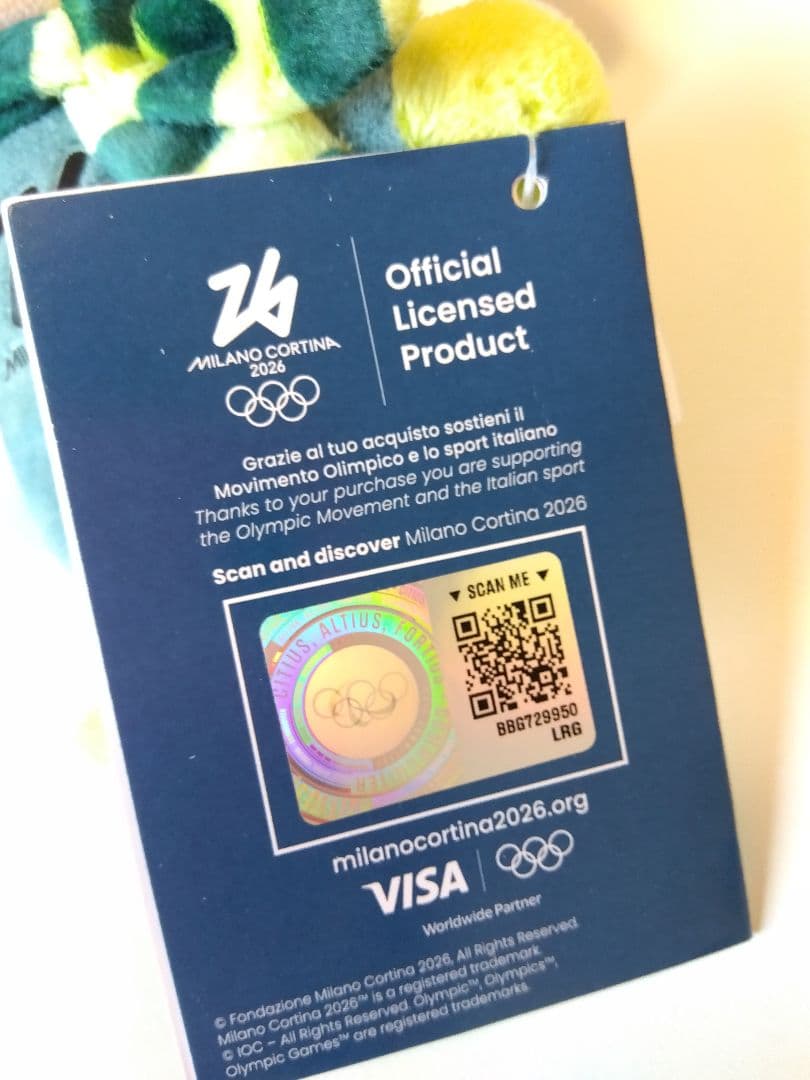 MILANO CORTINA
2026
Official
Licensed
Product
Grazie al tuo acquisto sostieni il
Movimento Olimpico e lo sport italiano
Thanks to your purchase you are supporting
the Olympic Movement and the Italian sport
Scan and discover Milano Cortina 2026
CITIUS, ALTIUS, FORTIUS
▼ SCAN ME ▼
BBG729950
LRG
milanocortina2026.org
VISA
Worldwide Partner
© Fondazione Milano Cortina 2026, All Rights Reserved.
Milano Cortina 2026™ is a registered trademark.
© IOC – All Rights Reserved. Olympic™, Olympics™,
Olympic Games™ are registered trademarks.